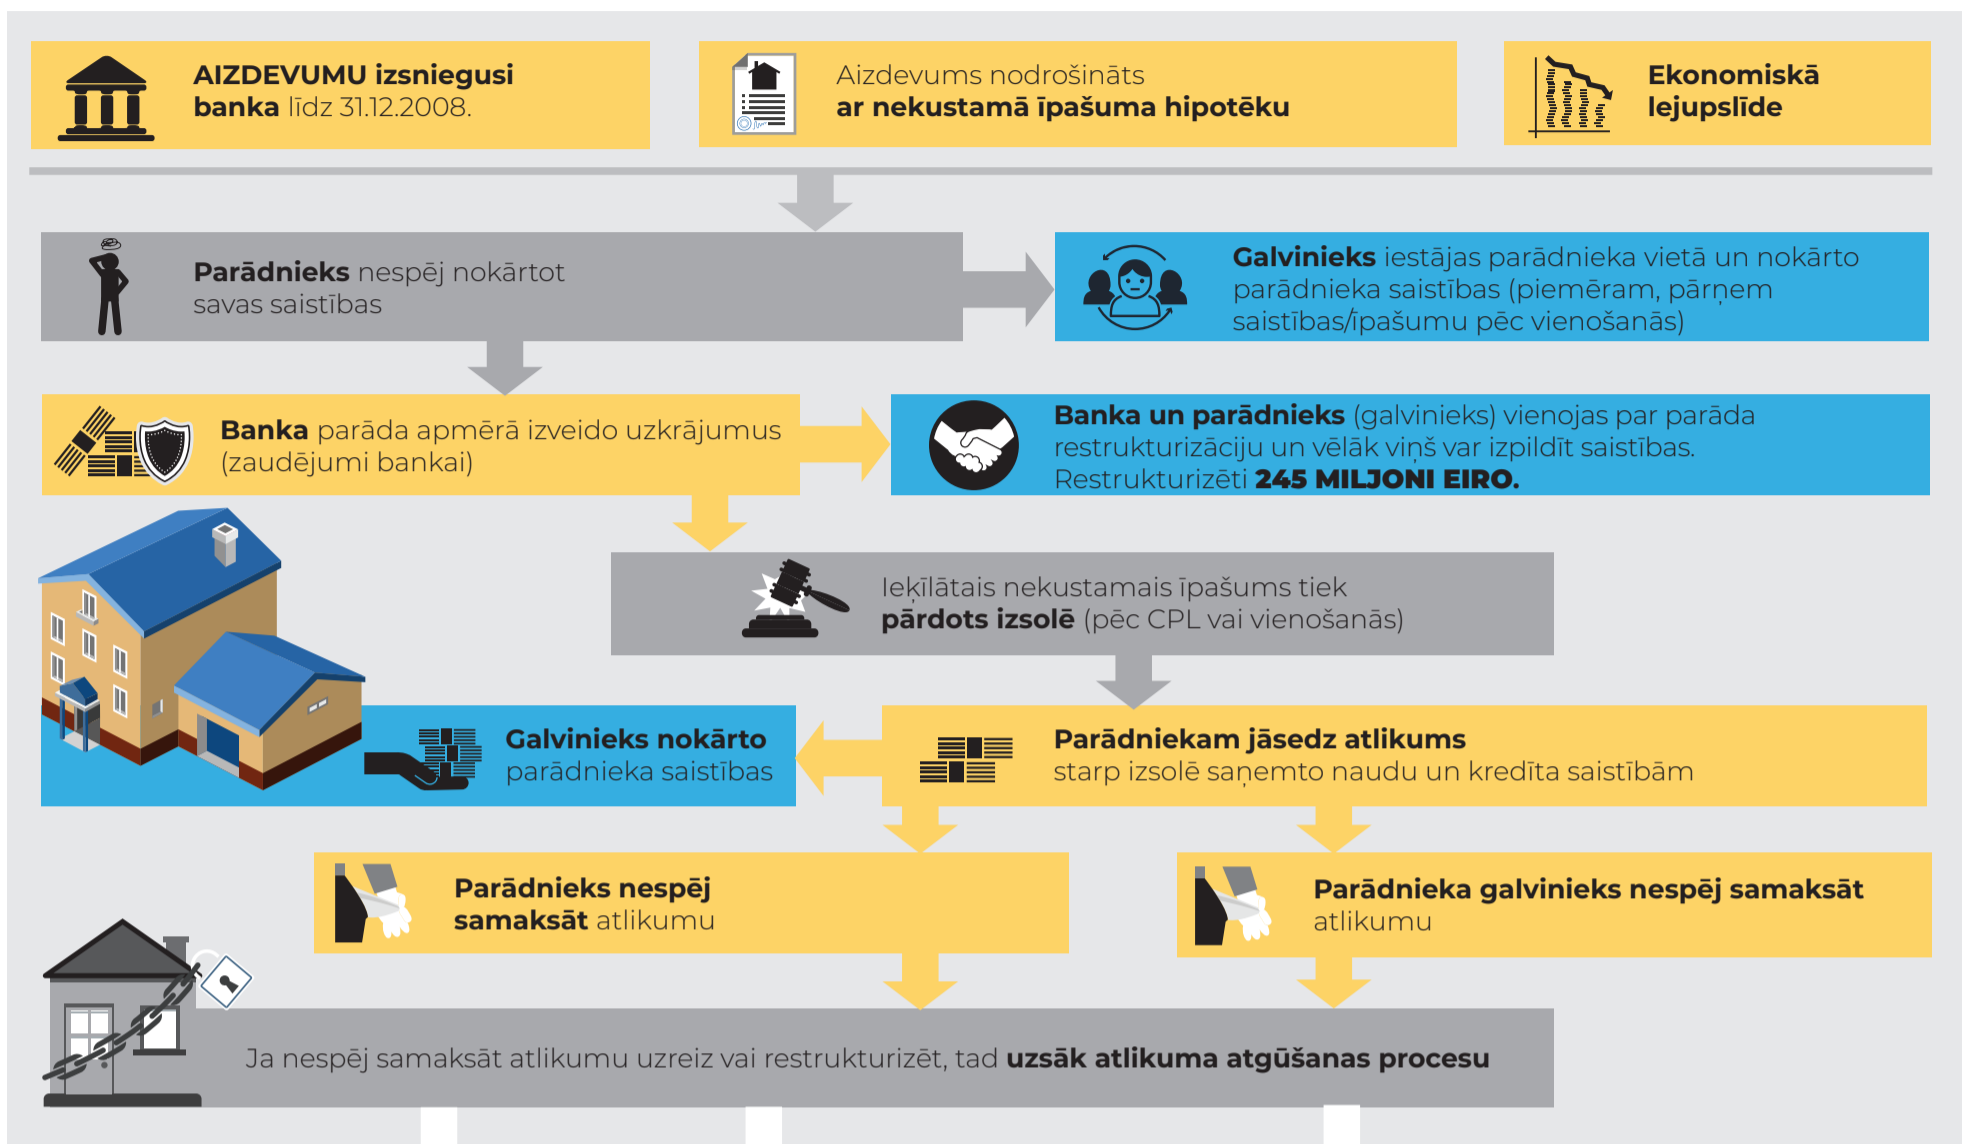 AIZDEVUMU izsniegusi
banka līdz 31.12.2008.
Aizdevums nodrošināts
ar nekustamā īpašuma hipotēku
Ekonomiskā
lejupslīde
Parādnieks nespēj nokārtot
savas saistības
Galvinieks iestājas parādnieka vietā un nokārto
parādnieka saistības (piemēram, pārņem
saistības/īpašumu pēc vienošanās)
Banka parāda apmērā izveido uzkrājumus
(zaudējumi bankai)
Banka un parādnieks (galvinieks) vienojas par parāda
restrukturizāciju un vēlāk viņš var izpildīt saistības.
Restrukturizēti 245 MILJONI EIRO.
Ieķīlātais nekustamais īpašums tiek
pārdots izsolē (pēc CPL vai vienošanās)
Galvinieks nokārto
parādnieka saistības
Parādniekam jāsedz atlikums
starp izsolē saņemto naudu un kredīta saistībām
Parādnieks nespēj
samaksāt atlikumu
Parādnieka galvinieks nespēj samaksāt
atlikumu
Ja nespēj samaksāt atlikumu uzreiz vai restrukturizēt, tad uzsāk atlikuma atgūšanas procesu